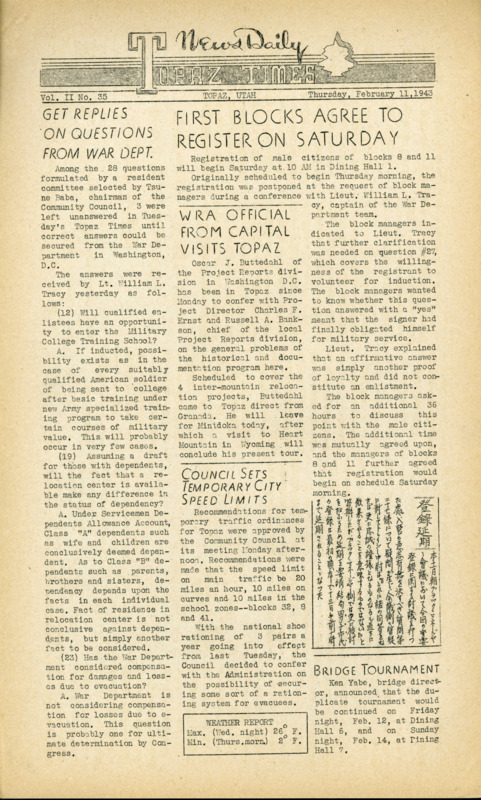 News Daily
TOPAZ TIMES
Vol. II No. 35
TOPAZ, UTAH
Thursday, February 11, 1943
GET REPLIES
ON QUESTIONS
FROM WAR DEPT.
Among the 28 questions
formulated by a resident
committee selected by Tsu-
ne Baba, chairman of the
Community Council, 3 were
left unanswered in Tues-
day's Topaz Times until
correct answers could be
secured from the War De-
partment in Washington,
D.C.
The answers were re-
ceived by Lt. William L.
Tracy yesterday as fol-
lows:
(12) Will qualified en-
listees have an opportuni-
ty to enter the Military
College Training School?
A. If inducted, possi-
bility exists as in the
case of every suitably
qualified American soldier
of being sent to college
after basic training under
new Army specialized train-
ing program to take cer-
tain courses of military
value. This will probably
occur in very few cases.
(19) Assuming a draft
for those with dependents,
will the fact that a re-
location center is availa-
ble make any difference in
the status of dependency?
A. Under Servicemen De-
pendents Allowance Account,
Class "A" dependents such
as wife and children are
conclusively deemed depen-
dent. As to Class "B" de-
pendents such as parents,
brothers and sisters, de-
pendency depends upon the
facts in each individual
case. Fact of residence in
relocation center is not
conclusive against depen-
dents, but simply another
fact to be considered.
(23) Has the War Depart-
ment considered compensa-
tion for damages and loss-
es due to evacuation?
A. War Department is
not considering compensa-
tion for losses due to e-
vacuation. This question
is probably one for ulti-
mate determination by Con-
gress.
FIRST BLOCKS AGREE TO
REGISTER ON SATURDAY
Registration of male citizens of blocks 8 and 11
will begin Saturday at 10 AM in Dining Hall 1.
Originally scheduled to begin Thursday morning, the
registration was postponed at the request of block ma-
nagers during a conference with Lieut. William L. Tra-
cy, captain of the War De-
partment team.
The block managers in-
dicated to Lieut. Tracy
that further clarification
was needed on question #27,
which covers the willing-
ness of the registrant to
volunteer for induction.
The block managers wanted
to know whether this ques-
tion answered with a "yes"
meant that the signer had
finally obligated himself
for military service.
Lieut. Tracy explained
that an affirmative answer
was simply another proof
of loyalty and did not con-
stitute an enlistment.
The block managers ask-
ed for an additional 36
hours to discuss this
point with the male citi-
zens. The additional time
was mutually agreed upon,
and the managers of blocks
8 and 11 further agreed
that registration would
begin on schedule Saturday
morning.
WRA OFFICIAL
FROM CAPITAL
VISITS TOPAZ
Oscar J. Buttedahl of
the Project Reports divi-
sion in Washington D.C.
has been in Topaz since
Monday to confer with Pro-
ject Director Charles F.
Ernst and Russell A. Bank-
son, chief of the local
Project Reports division,
on the general problems of
the historical and docu-
mentation program here.
Scheduled to cover the
4 inter-mountain reloca-
tion projects, Buttedahl
came to Topaz direct from
Granada. He will leave
for Minidoka today, after
which a visit to Heart
Mountain in Wyoming will
conclude his present tour.
COUNCIL SETS
TEMPORARY CITY
SPEED LIMITS
Recommendations for tem-
porary traffic ordinances
for Topaz were approved by
the Community Council at
its meeting Monday after-
noon. Recommendations were
made that the speed limit
on main traffic be 20
miles an hour, 10 miles on
curves and 10 miles in the
school zones--blocks 32, 8
and 41.
With the national shoe
rationing of 3 pairs a
year going into effect
from last Tuesday, the
Council decided to confer
with the Administration on
the possibility of secur-
ing some sort of a ration-
ing system for evacuees.
WEATHER REPORT
Max. (Wed. night) 26° F.
Min. (Thurs. morn.) 2° F.
登録延期
BRIDGE TOURNAMENT
Ken Yabe, bridge direct-
or, announced that the du-
plicate tournament would
be continued on Friday
night, Feb. 12, at Dining
Hall 6, and on Sunday
night, Feb. 14, at Dining
Hall 7.